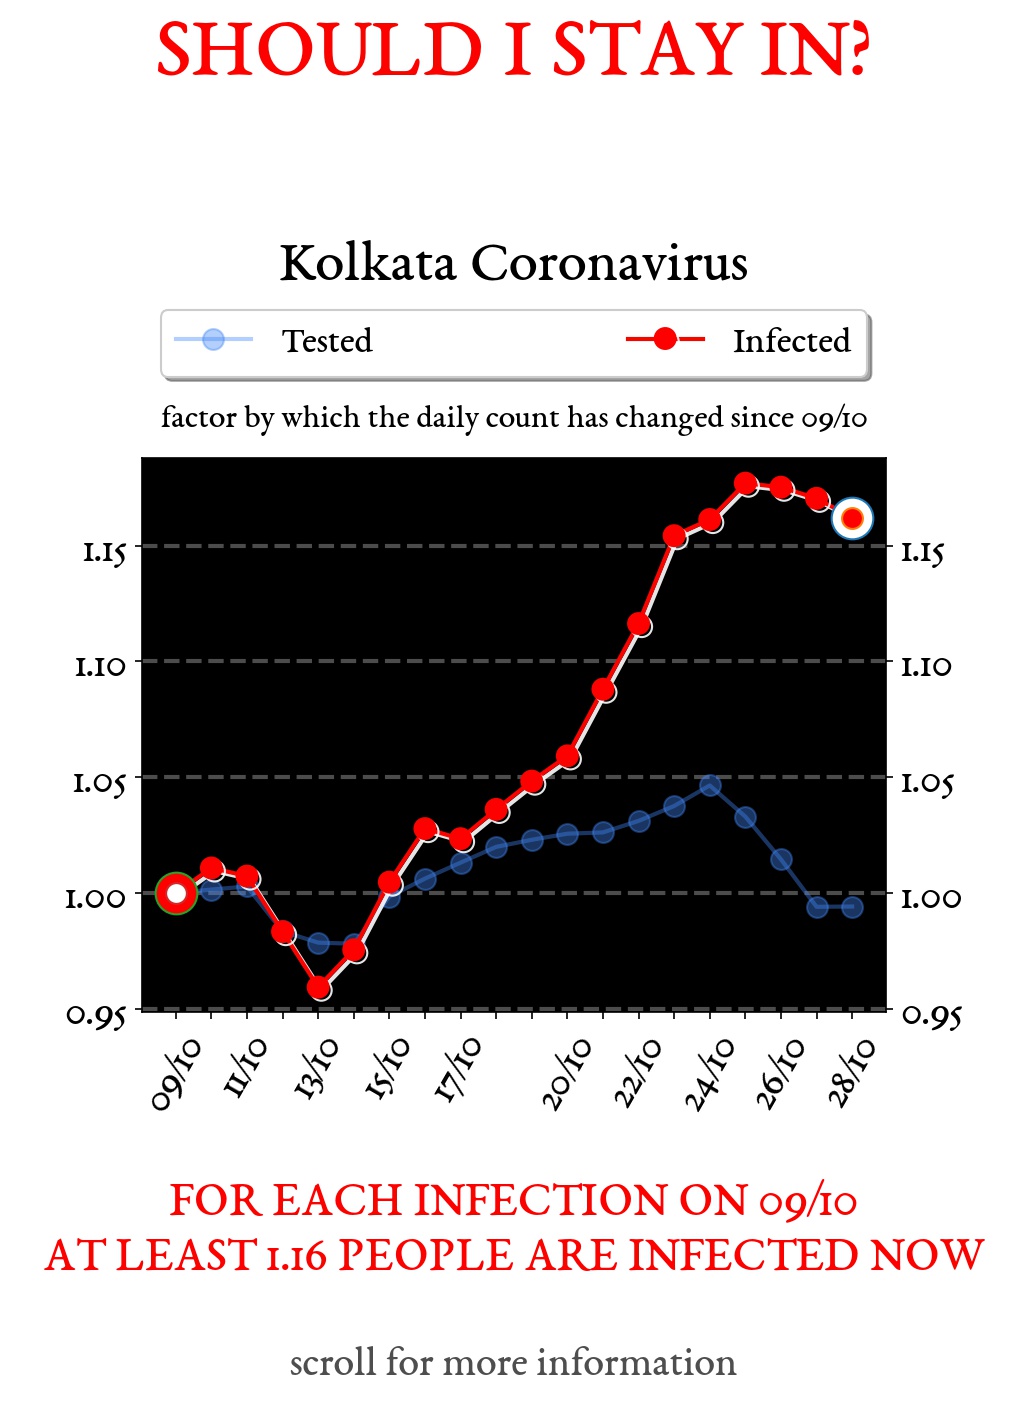 SHOULD I STAY IN?
Kolkata Coronavirus
Tested Infected
factor by which the daily count has changed since 09/10
1.15 1.15
1.10 1.10
1.05 1.05
1.00 1.00
0.95 0.95
09/10 11/10 13/10 15/10 17/10 20/10 22/10 24/10 26/10 28/10
FOR EACH INFECTION ON 09/10
AT LEAST 1.16 PEOPLE ARE INFECTED NOW
scroll for more information